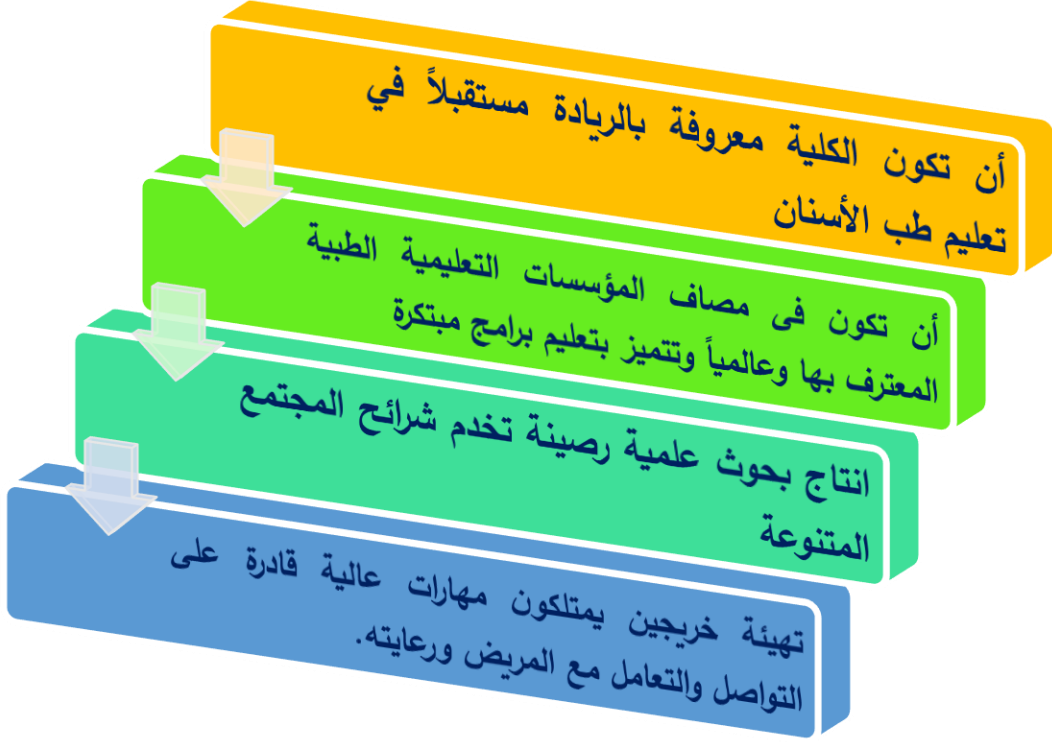 أن تكون الكلية معروفة بالريادة مستقبلاً في
تعليم طب الأسنان
أن تكون فى مصاف المؤسسات التعليمية الطبية
المعترف بها وعالمياً وتتميز بتعليم برامج مبتكرة
انتاج بحوث علمية رصينة تخدم شرائح المجتمع
المتنوعة
تهيئة خريجين يمتلكون مهارات عالية قادرة على
التواصل والتعامل مع المريض ورعايته.